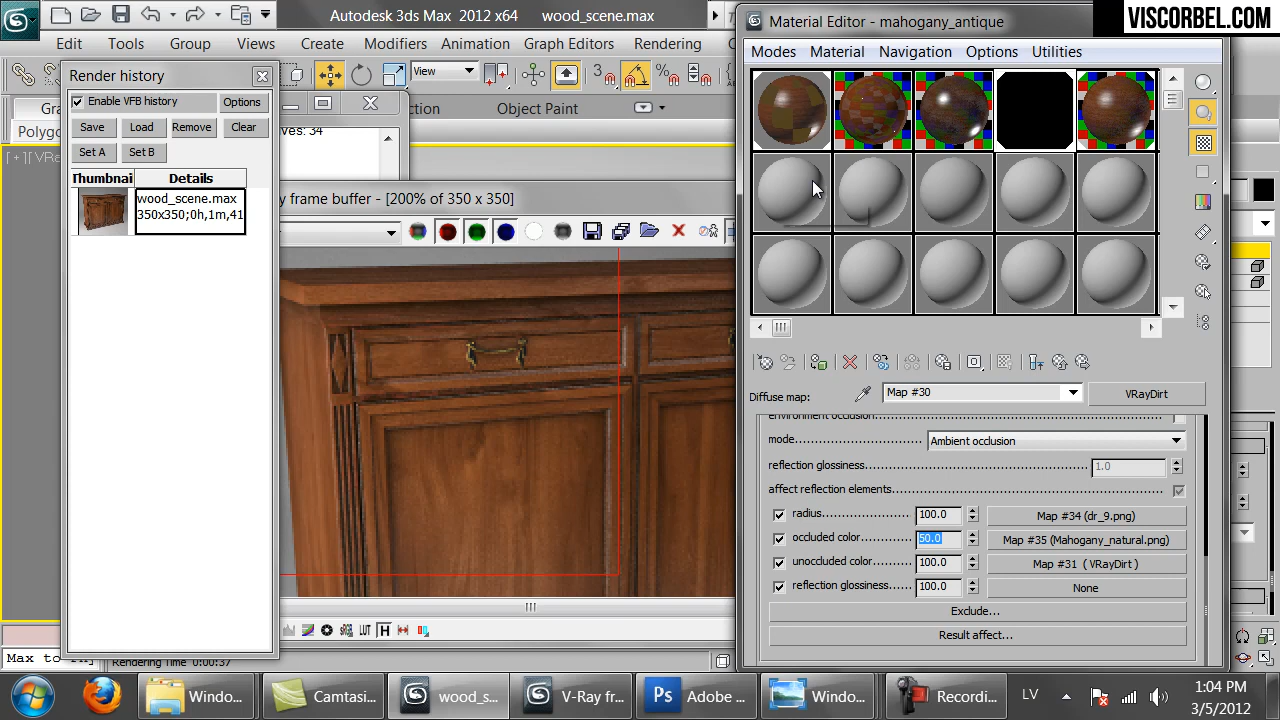 Autodesk 3ds Max 2012 x64
wood_scene.max
VISCORBEL.COM
Edit
Tools
Group
Views
Create
Modifiers
Animation
Graph Editors
Rendering
View
Polygo
Object Paint
Render history
Enable VFB history
Options
Save
Load
Remove
Clear
Set A
Set B
Details
wood_scene.max
350x350;0h,1m,41
y frame buffer - [200% of 350 x 350]
sRGB
LUT
H
Material Editor - mahogany_antique
Modes
Material
Navigation
Options
Utilities
Diffuse map:
Map #30
VRayDirt
environment occlusion
mode
Ambient occlusion
reflection glossiness
1.0
affect reflection elements
radius
100.0
Map #34 (dr_9.png)
occluded color
50.0
Map #35 (Mahogany_natural.png)
unoccluded color
100.0
Map #31 ( VRayDirt )
reflection glossiness
100.0
None
Exclude...
Result affect...
Rendering Time 0:00:37
Windo...
Camtasi...
wood_s...
V-Ray fr...
Adobe ...
Windo...
Recordi...
LV
1:04 PM
3/5/2012